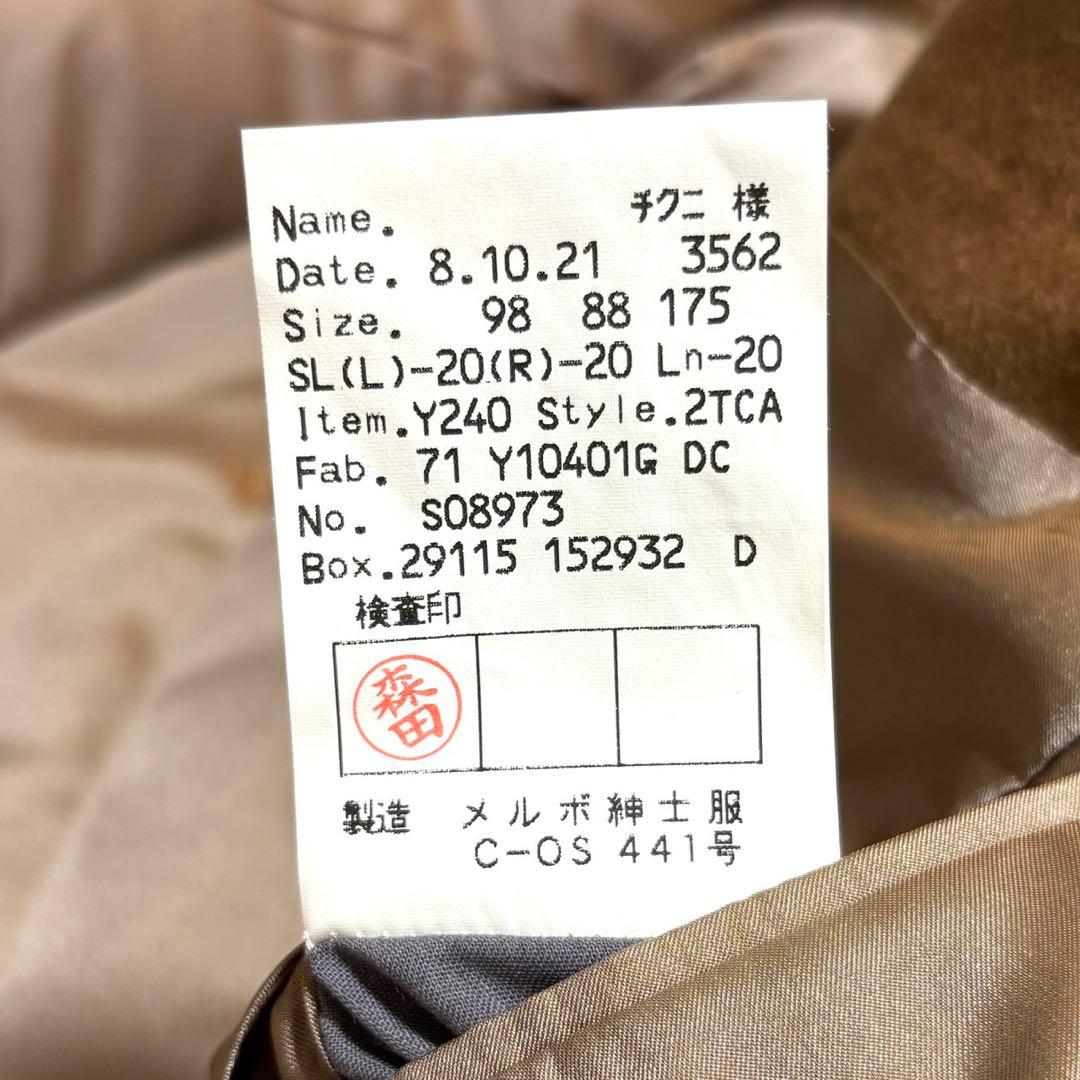 Name. チクニ 様
Date. 8.10.21 3562
Size. 98 88 175
SL(L)-20(R)-20 Ln-20
Item.Y240 Style.2TCA
Fab. 71 Y10401G DC
No. S08973
Box.29115 152932 D
検査印
森田
製造 メルボ紳士服
C-OS 441号